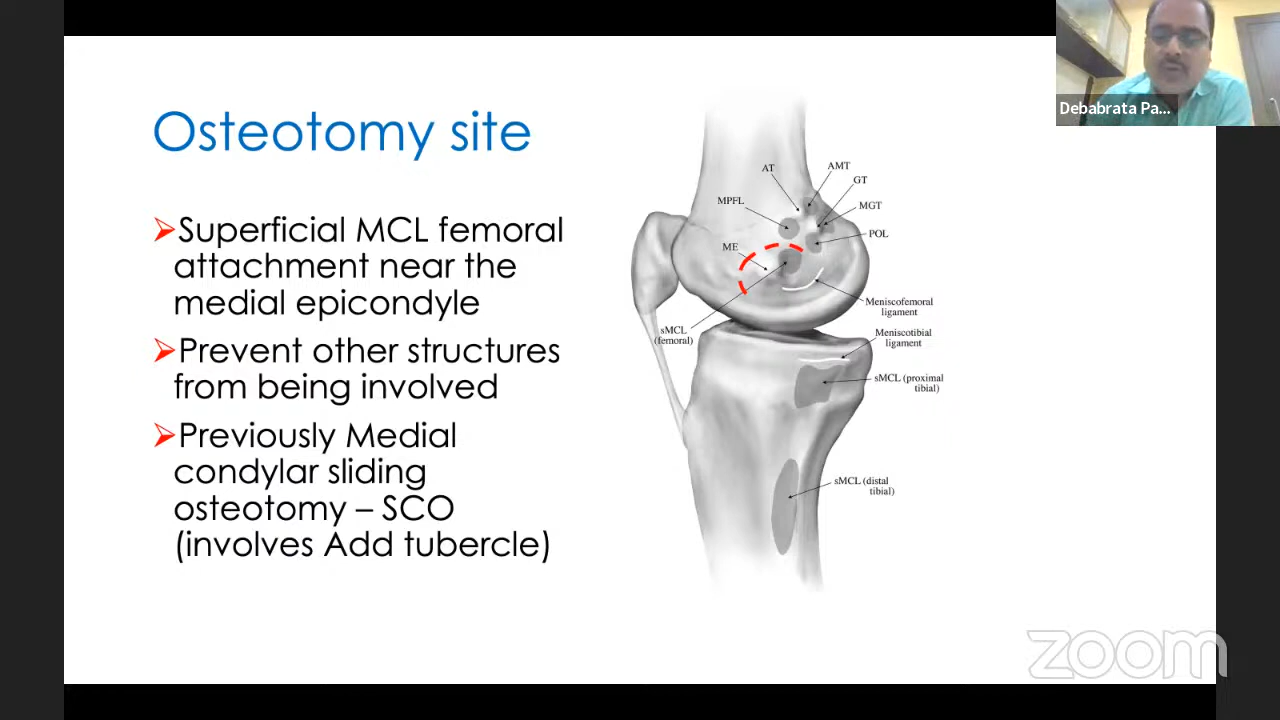 Debabrata Pa...
Osteotomy site
Superficial MCL femoral
attachment near the
medial epicondyle
Prevent other structures
from being involved
Previously Medial
condylar sliding
osteotomy – SCO
(involves Add tubercle)
AT
AMT
GT
MPFL
MGT
POL
ME
Meniscofemoral
ligament
sMCL
(femoral)
Meniscotibial
ligament
sMCL (proximal
tibial)
sMCL (distal
tibial)
zoom